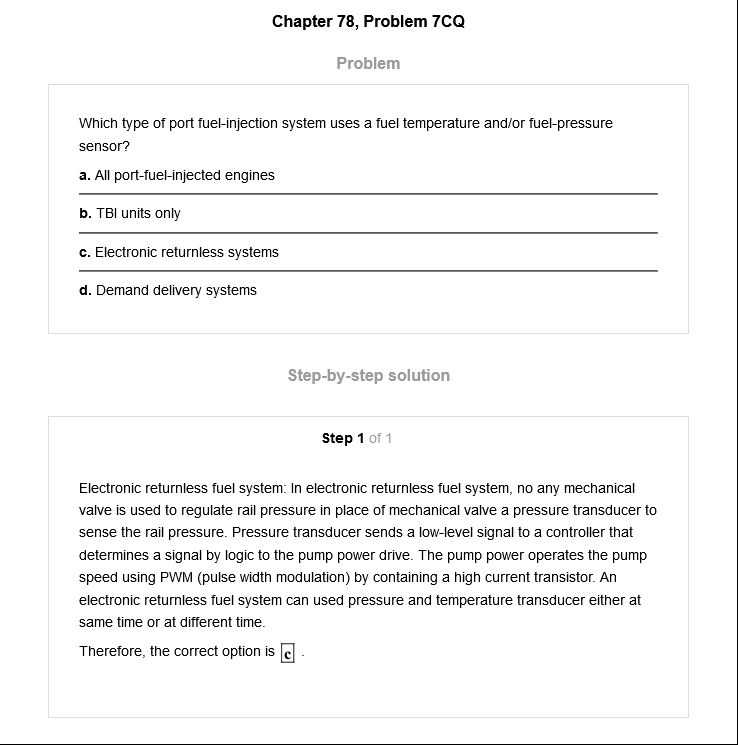 Chapter 78, Problem 7CQ
Problem
Which type of port fuel-injection system uses a fuel temperature and/or fuel-pressure
sensor?
a. All port-fuel-injected engines
b. TBI units only
c. Electronic returnless systems
d. Demand delivery systems
Step-by-step solution
Step 1 of 1
Electronic returnless fuel system: In electronic returnless fuel system, no any mechanical
valve is used to regulate rail pressure in place of mechanical valve a pressure transducer to
sense the rail pressure. Pressure transducer sends a low-level signal to a controller that
determines a signal by logic to the pump power drive. The pump power operates the pump
speed using PWM (pulse width modulation) by containing a high current transistor. An
electronic returnless fuel system can used pressure and temperature transducer either at
same time or at different time.
Therefore, the correct option is c .